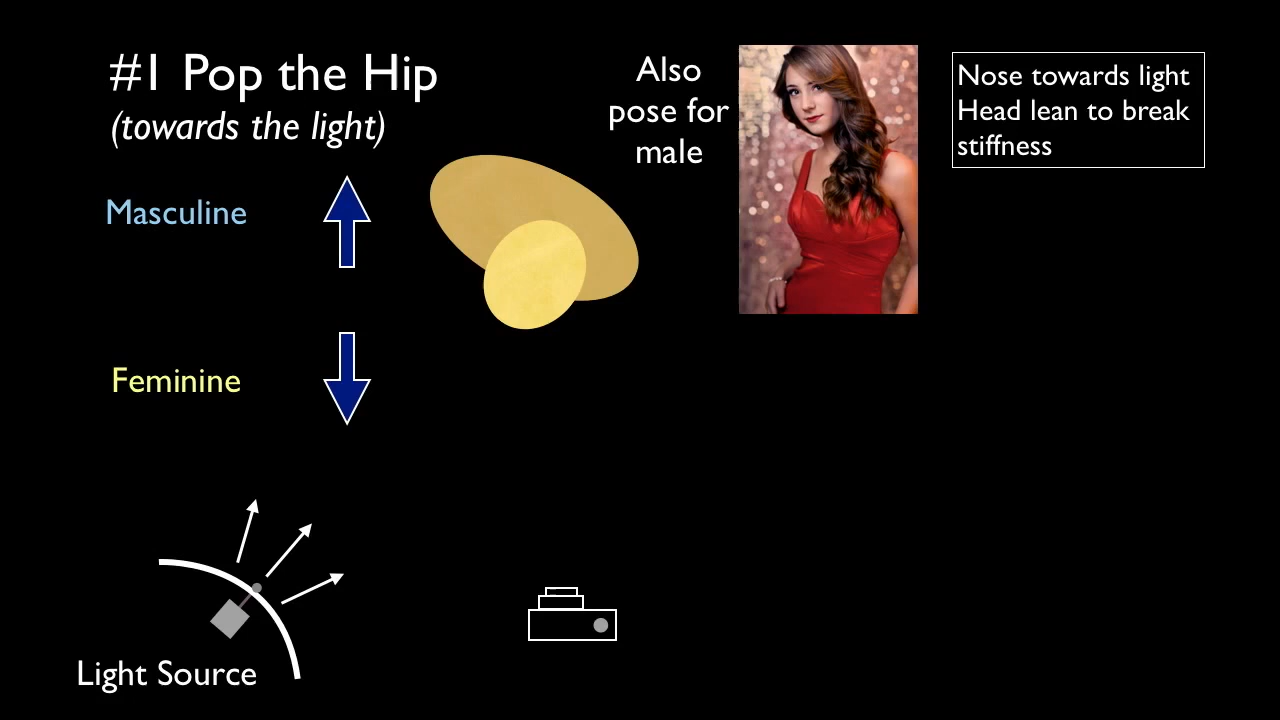 #1 Pop the Hip
(towards the light)
Also
pose for
male
Nose towards light
Head lean to break
stiffness
Masculine
Feminine
Light Source